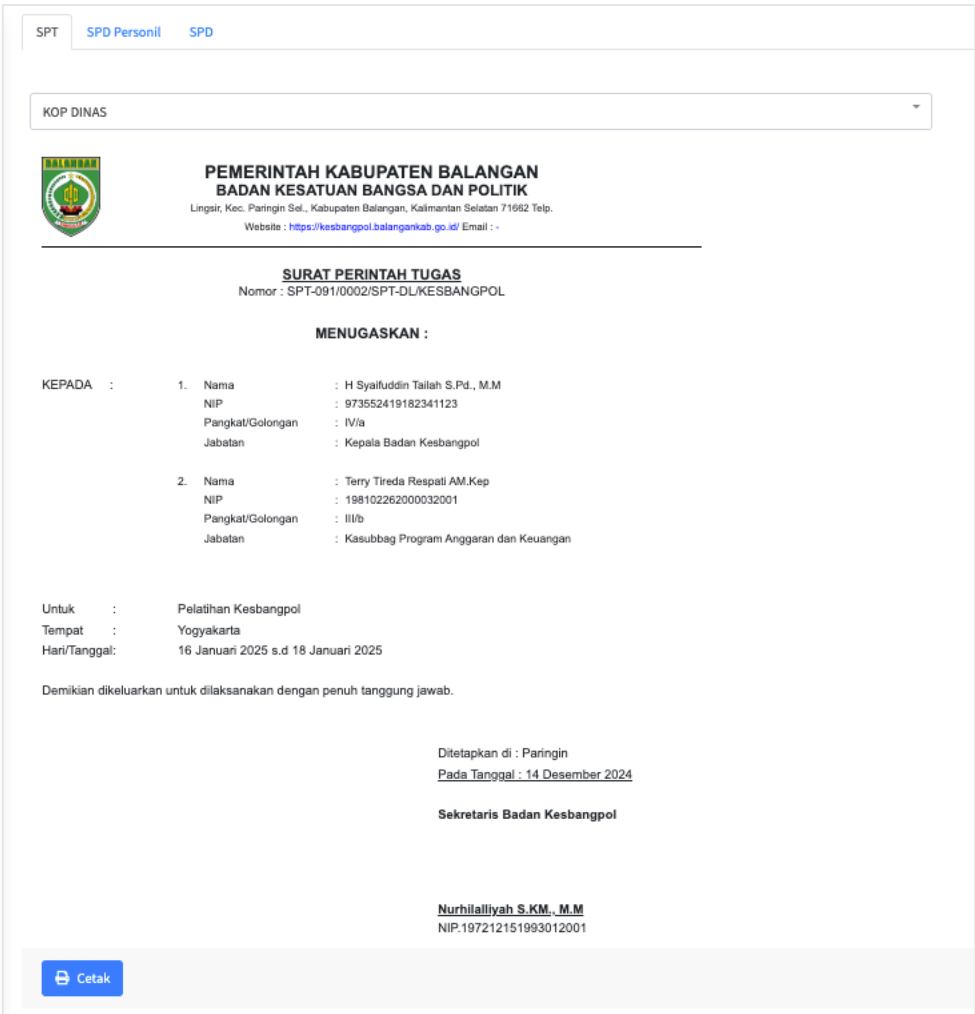 SPT SPD Personil SPD
KOP DINAS
BALANGAN
PEMERINTAH KABUPATEN BALANGAN
BADAN KESATUAN BANGSA DAN POLITIK
Lingsir, Kec. Paringin Sel., Kabupaten Balangan, Kalimantan Selatan 71662 Telp.
Website : https://kesbangpol.balangankab.go.id/ Email : -
SURAT PERINTAH TUGAS
Nomor : SPT-091/0002/SPT-DL/KESBANGPOL
MENUGASKAN :
KEPADA : 1. Nama : H Syaifuddin Tailah S.Pd., M.M
NIP : 973552419182341123
Pangkat/Golongan : IV/a
Jabatan : Kepala Badan Kesbangpol
2. Nama : Terry Tireda Respati AM.Kep
NIP : 198102262000032001
Pangkat/Golongan : III/b
Jabatan : Kasubbag Program Anggaran dan Keuangan
Untuk : Pelatihan Kesbangpol
Tempat : Yogyakarta
Hari/Tanggal: 16 Januari 2025 s.d 18 Januari 2025
Demikian dikeluarkan untuk dilaksanakan dengan penuh tanggung jawab.
Ditetapkan di : Paringin
Pada Tanggal : 14 Desember 2024
Sekretaris Badan Kesbangpol
Nurhilalliyah S.KM., M.M
NIP.197212151993012001
Cetak